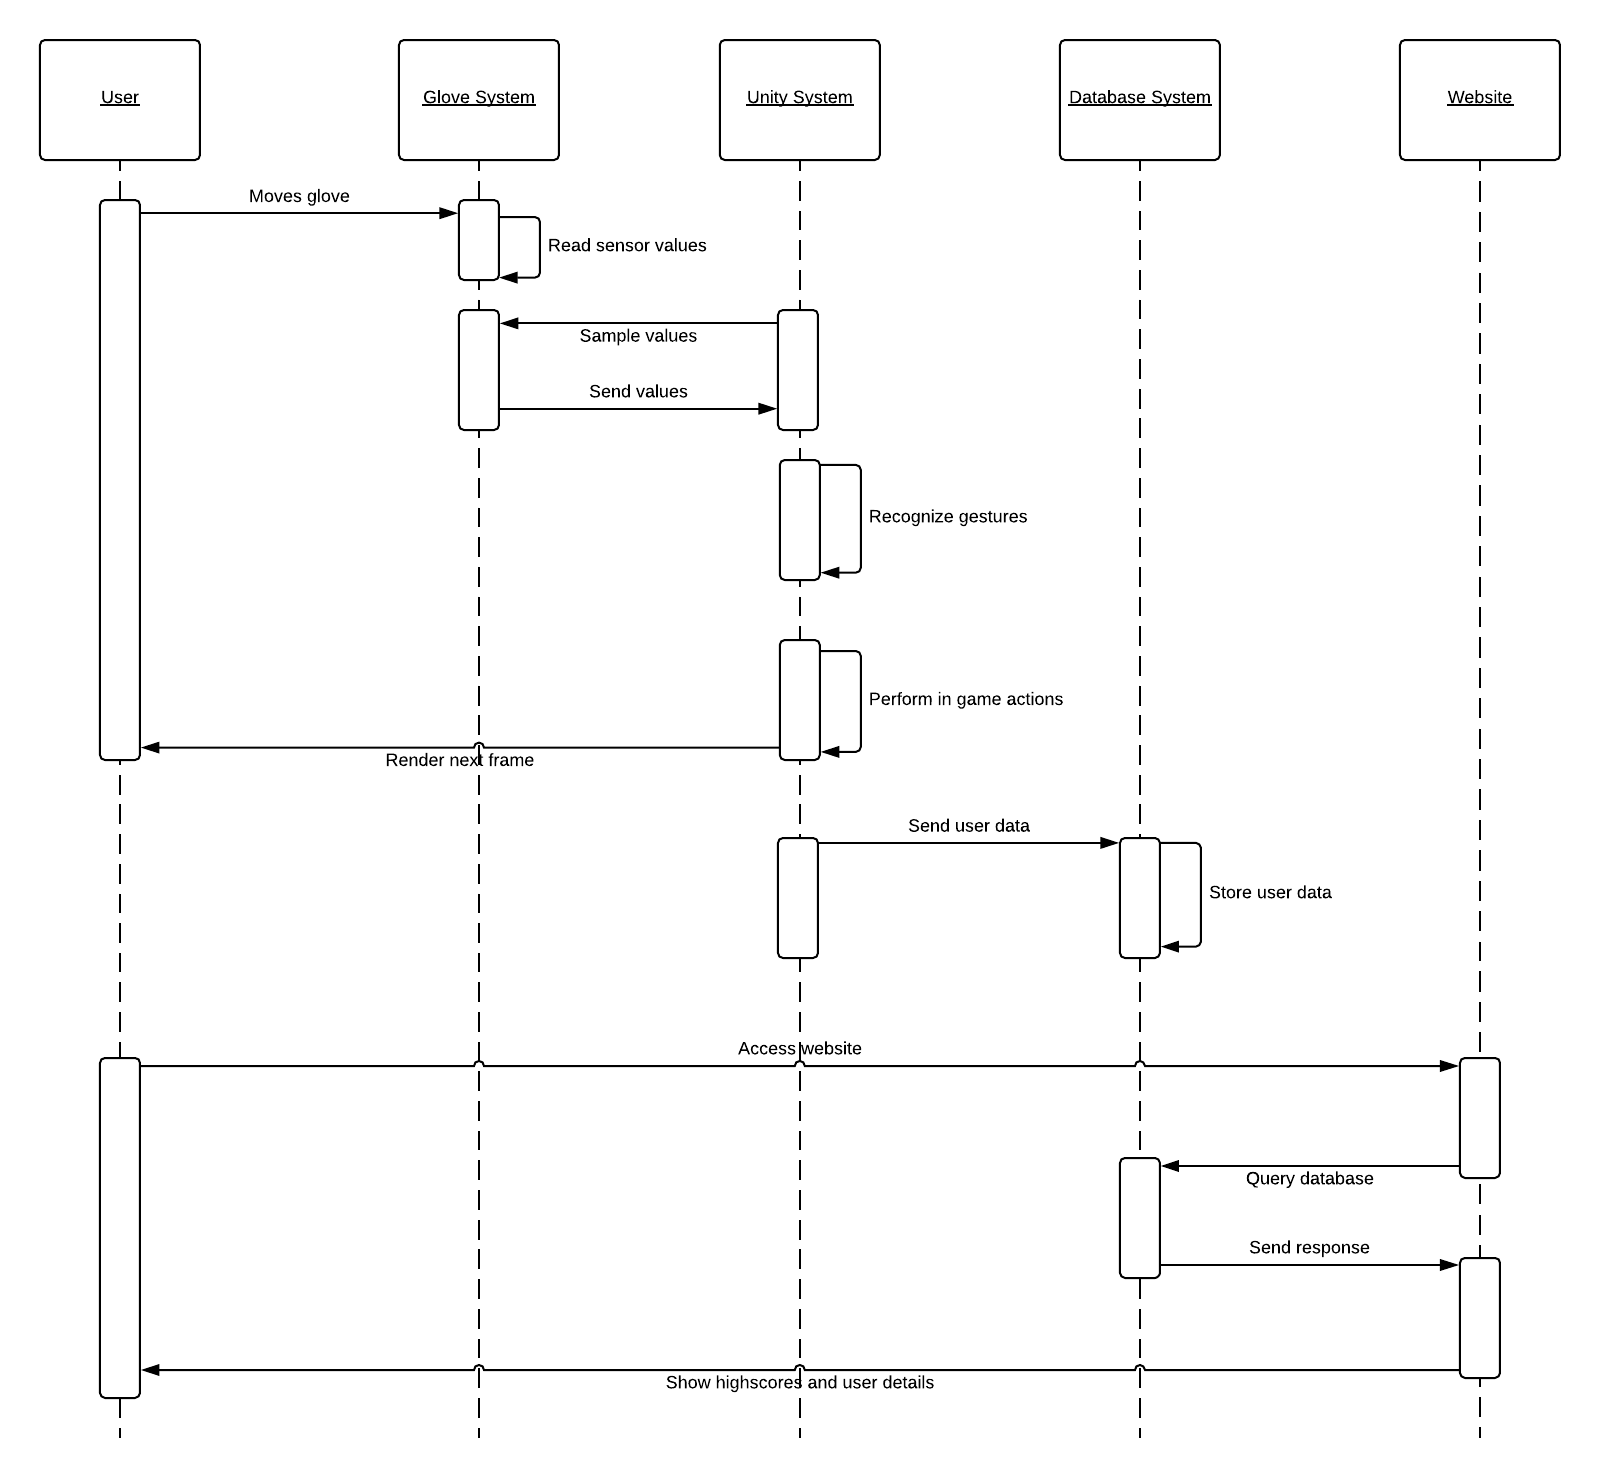 User
Glove System
Unity System
Database System
Website
Moves glove
Read sensor values
Sample values
Send values
Recognize gestures
Perform in game actions
Render next frame
Send user data
Store user data
Access website
Query database
Send response
Show highscores and user details